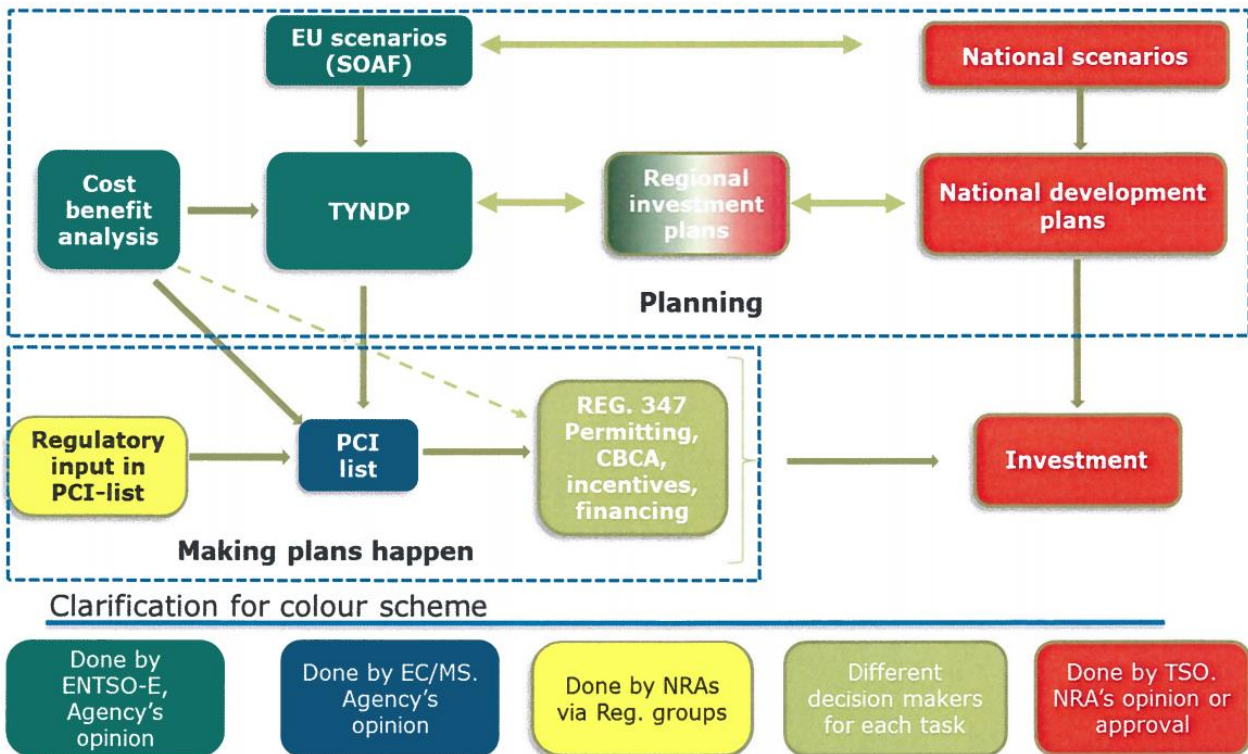 EU scenarios
(SOAF)
National scenarios
Cost
benefit
analysis
TYNDP
Regional
investment
plans
National development
plans
Planning
Regulatory
input in
PCI-list
PCI
list
REG. 347
Permitting,
CBCA,
incentives,
financing
Investment
Making plans happen
Clarification for colour scheme
Done by
ENTSO-E,
Agency's
opinion
Done by EC/MS.
Agency's
opinion
Done by NRAs
via Reg. groups
Different
decision makers
for each task
Done by TSO.
NRA's opinion or
approval